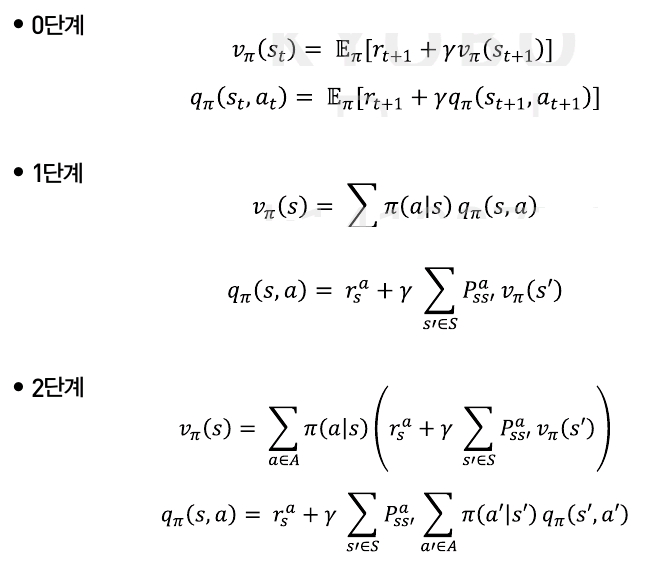 • 0단계
v_π(s_t) = 𝔼_π[r_{t+1} + γv_π(s_{t+1})]
q_π(s_t, a_t) = 𝔼_π[r_{t+1} + γq_π(s_{t+1}, a_{t+1})]
• 1단계
v_π(s) = ∑ π(a|s) q_π(s, a)
q_π(s, a) = r_s^a + γ ∑_{s′∈S} P_{ss′}^a v_π(s′)
• 2단계
v_π(s) = ∑_{a∈A} π(a|s) (r_s^a + γ ∑_{s′∈S} P_{ss′}^a v_π(s′))
q_π(s, a) = r_s^a + γ ∑_{s′∈S} P_{ss′}^a ∑_{a′∈A} π(a′|s′) q_π(s′, a′)